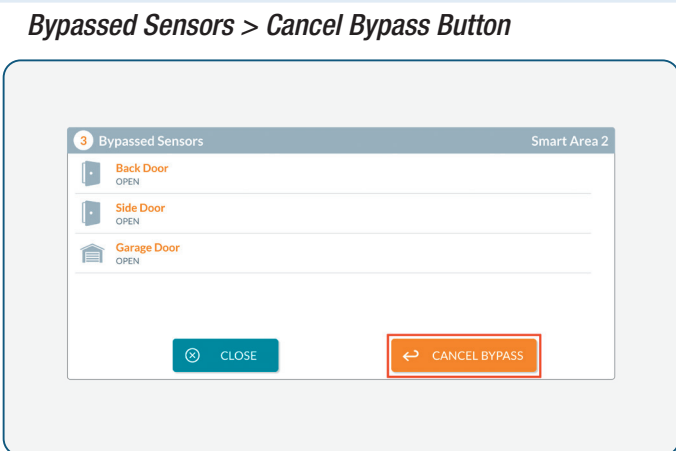 Bypassed Sensors > Cancel Bypass Button
3 Bypassed Sensors Smart Area 2
Back Door
OPEN
Side Door
OPEN
Garage Door
OPEN
CLOSE CANCEL BYPASS